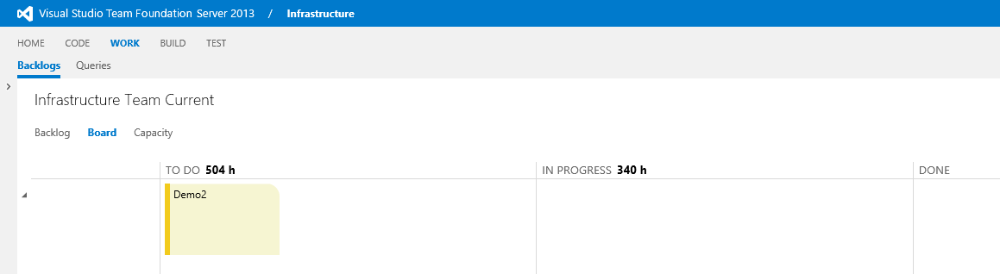 Visual Studio Team Foundation Server 2013 / Infrastructure
HOME CODE WORK BUILD TEST
Backlogs Queries
Infrastructure Team Current
Backlog Board Capacity
TO DO 504 h IN PROGRESS 340 h DONE
Demo2